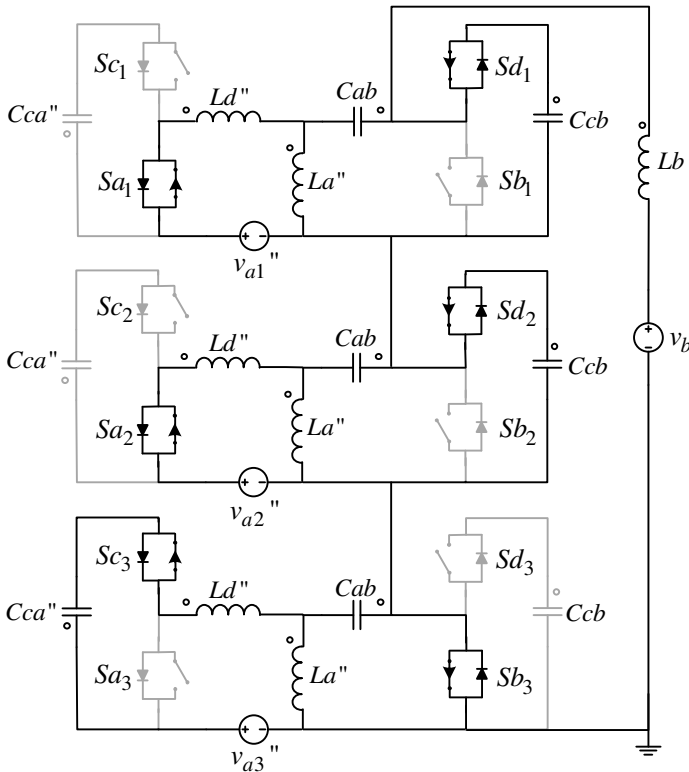 Sc₁
Ld"
Cab
Sd₁
Cca"
Ccb
Lb
Sa₁
La"
Sb₁
vₐ₁"
Sc₂
Ld"
Cab
Sd₂
v_b
Cca"
Ccb
Sa₂
La"
Sb₂
vₐ₂"
Sc₃
Ld"
Cab
Sd₃
Cca"
Ccb
Sa₃
La"
Sb₃
vₐ₃"